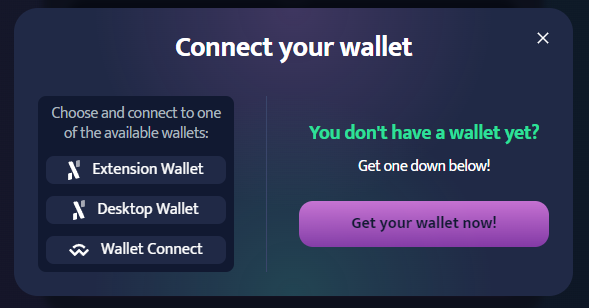 Connect your wallet
Choose and connect to one
of the available wallets:
Extension Wallet
Desktop Wallet
Wallet Connect
You don't have a wallet yet?
Get one down below!
Get your wallet now!